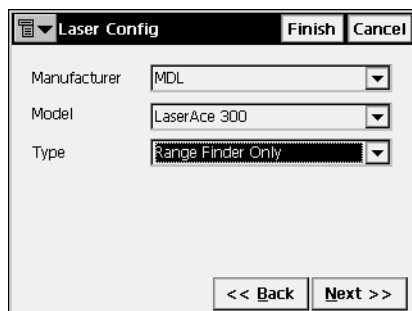 Laser Config Finish Cancel
Manufacturer MDL
Model LaserAce 300
Type Range Finder Only
<< Back Next >>